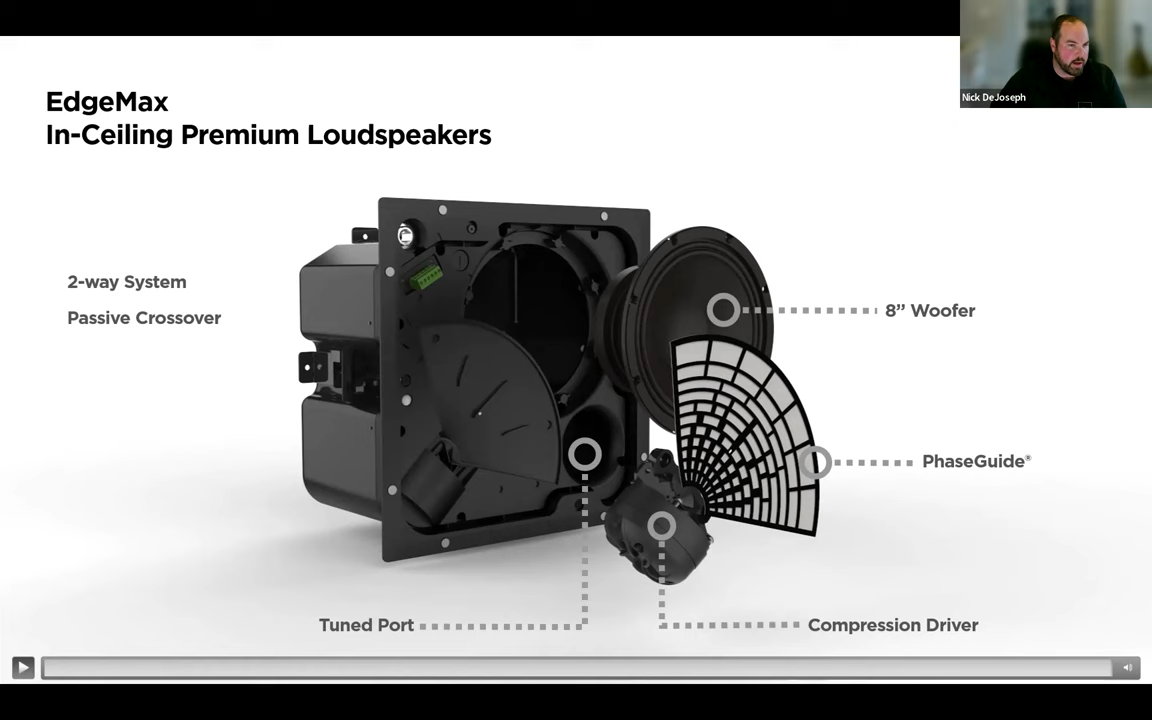 Nick DeJoseph
EdgeMax
In-Ceiling Premium Loudspeakers
2-way System
Passive Crossover
8” Woofer
PhaseGuide®
Tuned Port
Compression Driver